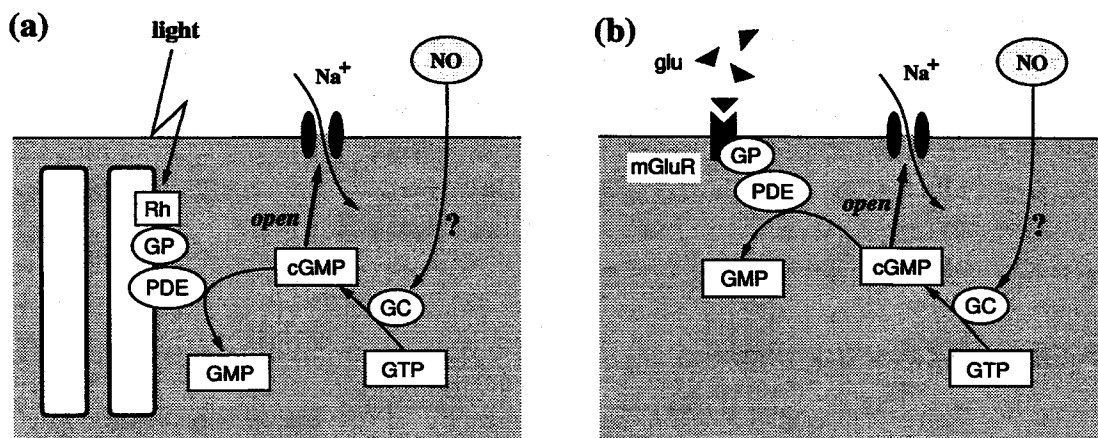 (a)
light
Na+
NO
Rh
GP
PDE
open
?
cGMP
GC
GMP
GTP
(b)
glu
Na+
NO
mGluR
GP
PDE
open
?
GMP
cGMP
GC
GTP